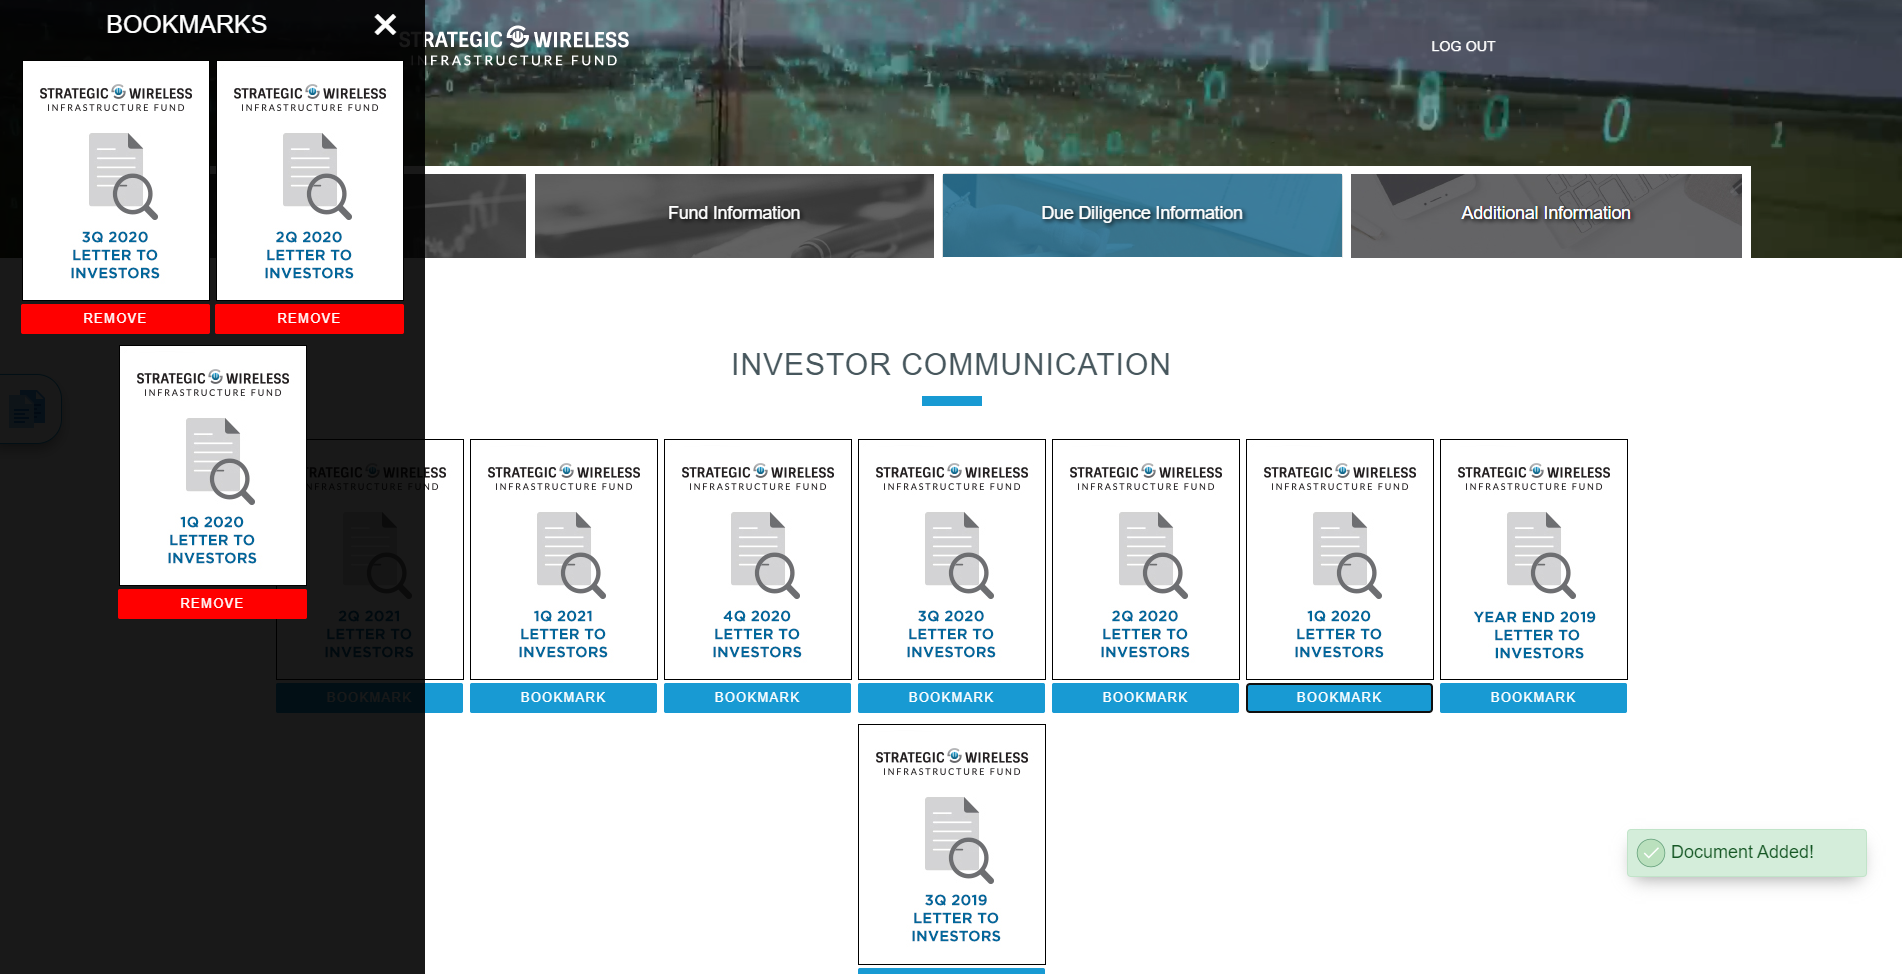 BOOKMARKS
STRATEGIC WIRELESS
INFRASTRUCTURE FUND
3Q 2020
LETTER TO
INVESTORS
REMOVE
STRATEGIC WIRELESS
INFRASTRUCTURE FUND
2Q 2020
LETTER TO
INVESTORS
REMOVE
STRATEGIC WIRELESS
INFRASTRUCTURE FUND
1Q 2020
LETTER TO
INVESTORS
REMOVE
STRATEGIC WIRELESS
INFRASTRUCTURE FUND
LOG OUT
Fund Information
Due Diligence Information
Additional Information
INVESTOR COMMUNICATION
STRATEGIC WIRELESS
INFRASTRUCTURE FUND
2Q 2021
LETTER TO
INVESTORS
BOOKMARK
STRATEGIC WIRELESS
INFRASTRUCTURE FUND
1Q 2021
LETTER TO
INVESTORS
BOOKMARK
STRATEGIC WIRELESS
INFRASTRUCTURE FUND
4Q 2020
LETTER TO
INVESTORS
BOOKMARK
STRATEGIC WIRELESS
INFRASTRUCTURE FUND
3Q 2020
LETTER TO
INVESTORS
BOOKMARK
STRATEGIC WIRELESS
INFRASTRUCTURE FUND
2Q 2020
LETTER TO
INVESTORS
BOOKMARK
STRATEGIC WIRELESS
INFRASTRUCTURE FUND
1Q 2020
LETTER TO
INVESTORS
BOOKMARK
STRATEGIC WIRELESS
INFRASTRUCTURE FUND
YEAR END 2019
LETTER TO
INVESTORS
BOOKMARK
STRATEGIC WIRELESS
INFRASTRUCTURE FUND
3Q 2019
LETTER TO
INVESTORS
Document Added!